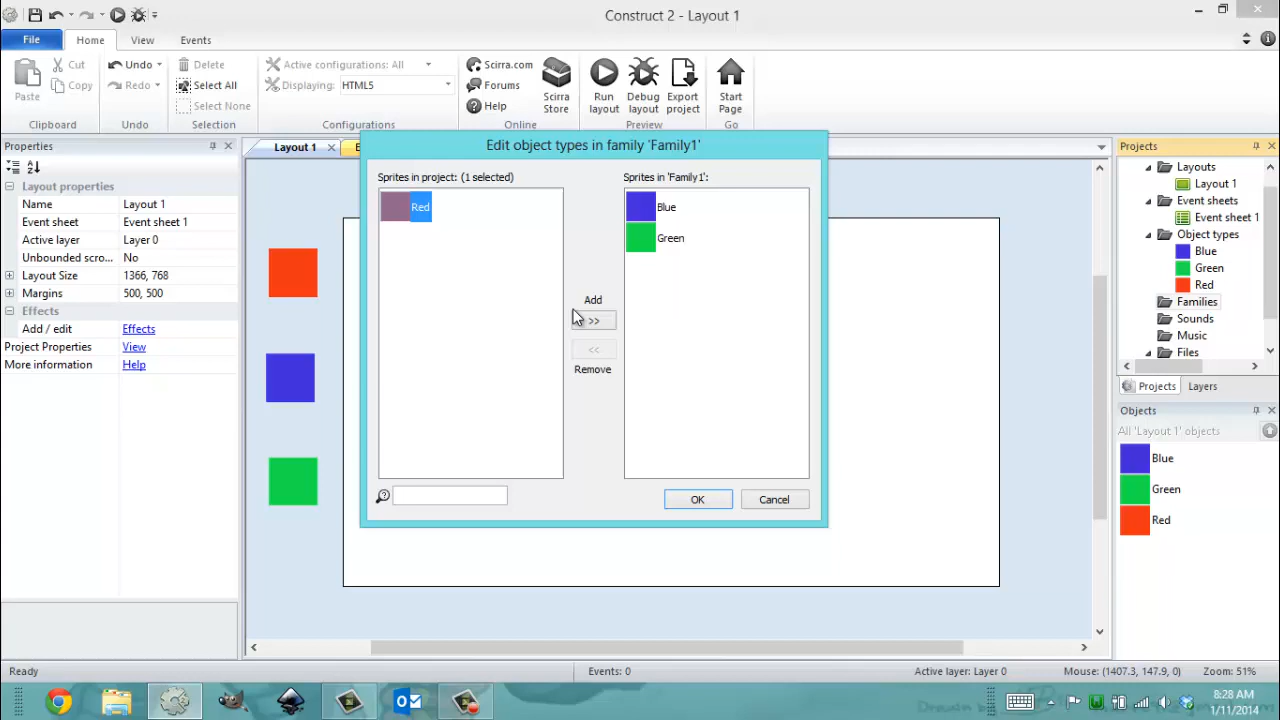 Construct 2 - Layout 1
File
Home
View
Events
Paste
Cut
Copy
Clipboard
Undo
Redo
Undo
Delete
Select All
Select None
Selection
Active configurations: All
Displaying:
HTML5
Configurations
Scirra.com
Forums
Help
Online
Scirra
Store
Run
layout
Debug
layout
Export
project
Preview
Start
Page
Go
Properties
Layout properties
Name
Layout 1
Event sheet
Event sheet 1
Active layer
Layer 0
Unbounded scro...
No
Layout Size
1366, 768
Margins
500, 500
Effects
Add / edit
Effects
Project Properties
View
More information
Help
Layout 1
E
Edit object types in family 'Family1'
Sprites in project: (1 selected)
Red
Add
>>
<<
Remove
Sprites in 'Family1':
Blue
Green
OK
Cancel
Projects
Layouts
Layout 1
Event sheets
Event sheet 1
Object types
Blue
Green
Red
Families
Sounds
Music
Files
Projects
Layers
Objects
All 'Layout 1' objects
Blue
Green
Red
Ready
Events: 0
Active layer: Layer 0
Mouse: (1407.3, 147.9, 0)
Zoom: 51%
8:28 AM
1/11/2014